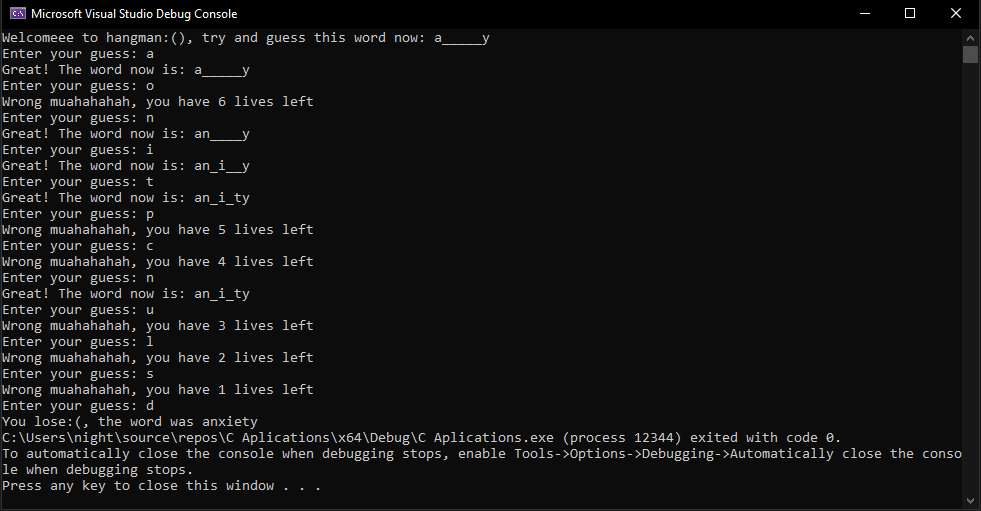 Microsoft Visual Studio Debug Console
Welcomeee to hangman:(), try and guess this word now: a_____y
Enter your guess: a
Great! The word now is: a_____y
Enter your guess: o
Wrong muahahahah, you have 6 lives left
Enter your guess: n
Great! The word now is: an____y
Enter your guess: i
Great! The word now is: an_i__y
Enter your guess: t
Great! The word now is: an_i_ty
Enter your guess: p
Wrong muahahahah, you have 5 lives left
Enter your guess: c
Wrong muahahahah, you have 4 lives left
Enter your guess: n
Great! The word now is: an_i_ty
Enter your guess: u
Wrong muahahahah, you have 3 lives left
Enter your guess: l
Wrong muahahahah, you have 2 lives left
Enter your guess: s
Wrong muahahahah, you have 1 lives left
Enter your guess: d
You lose:(, the word was anxiety
C:\Users\night\source\repos\C Aplications\x64\Debug\C Aplications.exe (process 12344) exited with code 0.
To automatically close the console when debugging stops, enable Tools->Options->Debugging->Automatically close the conso
le when debugging stops.
Press any key to close this window . . .